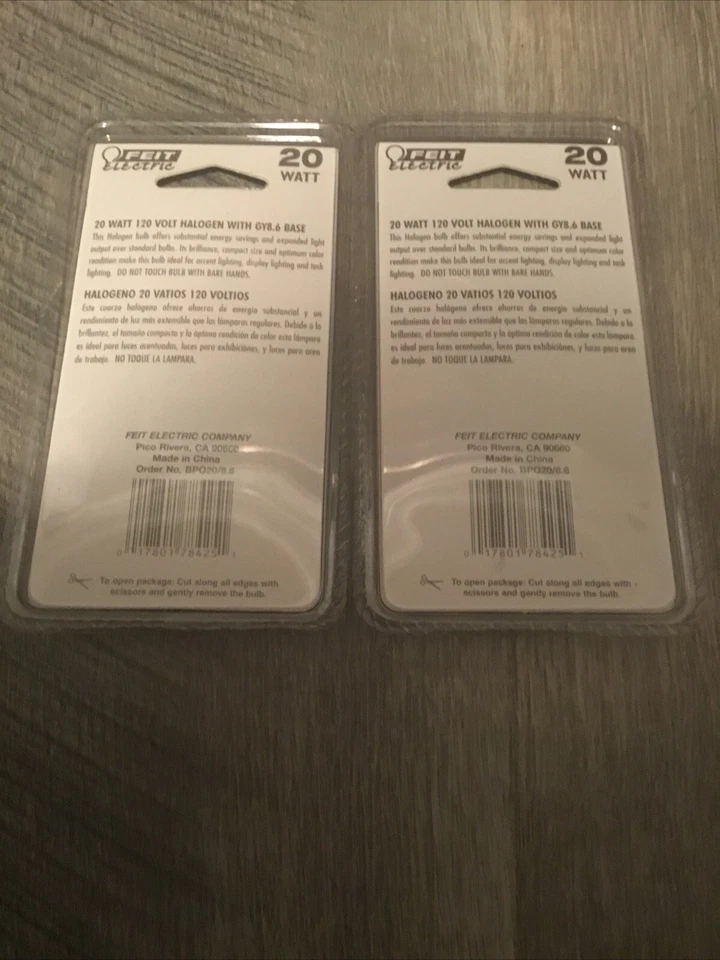 FEIT
Electric
20
WATT
20 WATT 120 VOLT HALOGEN WITH GY8.6 BASE
This Halogen bulb offers substantial energy savings and expanded light
output over standard bulbs. Its brilliance, compact size and optimum color
rendition make this bulb ideal for accent lighting, display lighting and task
lighting. DO NOT TOUCH BULB WITH BARE HANDS.
HALOGENO 20 VATIOS 120 VOLTIOS
Este cuarzo halógeno ofrece ahorros de energía substancial y un
rendimiento de luz más extensible que las lámparas regulares. Debido a lo
brillantez, el tamaño compacto y la óptima rendición de color esta lámpara
es ideal para luces acentuadas, luces para exhibiciónes, y luces para area
de trabajo. NO TOQUE LA LAMPARA.
FEIT ELECTRIC COMPANY
Pico Rivera, CA 90660
Made in China
Order No. BPQ20/8.6
0 17801 78425 1
To open package: Cut along all edges with
scissors and gently remove the bulb.
FEIT
Electric
20
WATT
20 WATT 120 VOLT HALOGEN WITH GY8.6 BASE
This Halogen bulb offers substantial energy savings and expanded light
output over standard bulbs. Its brilliance, compact size and optimum color
rendition make this bulb ideal for accent lighting, display lighting and task
lighting. DO NOT TOUCH BULB WITH BARE HANDS.
HALOGENO 20 VATIOS 120 VOLTIOS
Este cuarzo halógeno ofrece ahorros de energía substancial y un
rendimiento de luz más extensible que las lámparas regulares. Debido a lo
brillantez, el tamaño compacto y la óptima rendición de color esta lámpara
es ideal para luces acentuadas, luces para exhibiciónes, y luces para area
de trabajo. NO TOQUE LA LAMPARA.
FEIT ELECTRIC COMPANY
Pico Rivera, CA 90660
Made in China
Order No. BPQ20/8.6
0 17801 78425 1
To open package: Cut along all edges with
scissors and gently remove the bulb.